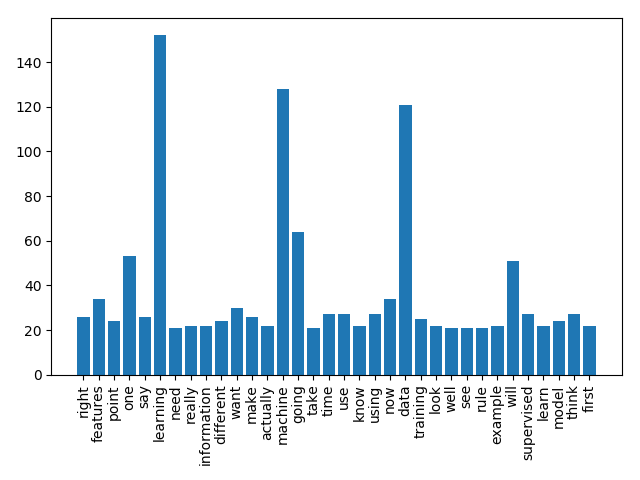 140
120
100
80
60
40
20
0
right
features
point
one
say
learning
need
really
information
different
want
make
actually
machine
going
take
time
use
know
using
now
data
training
look
well
see
rule
example
will
supervised
learn
model
think
first